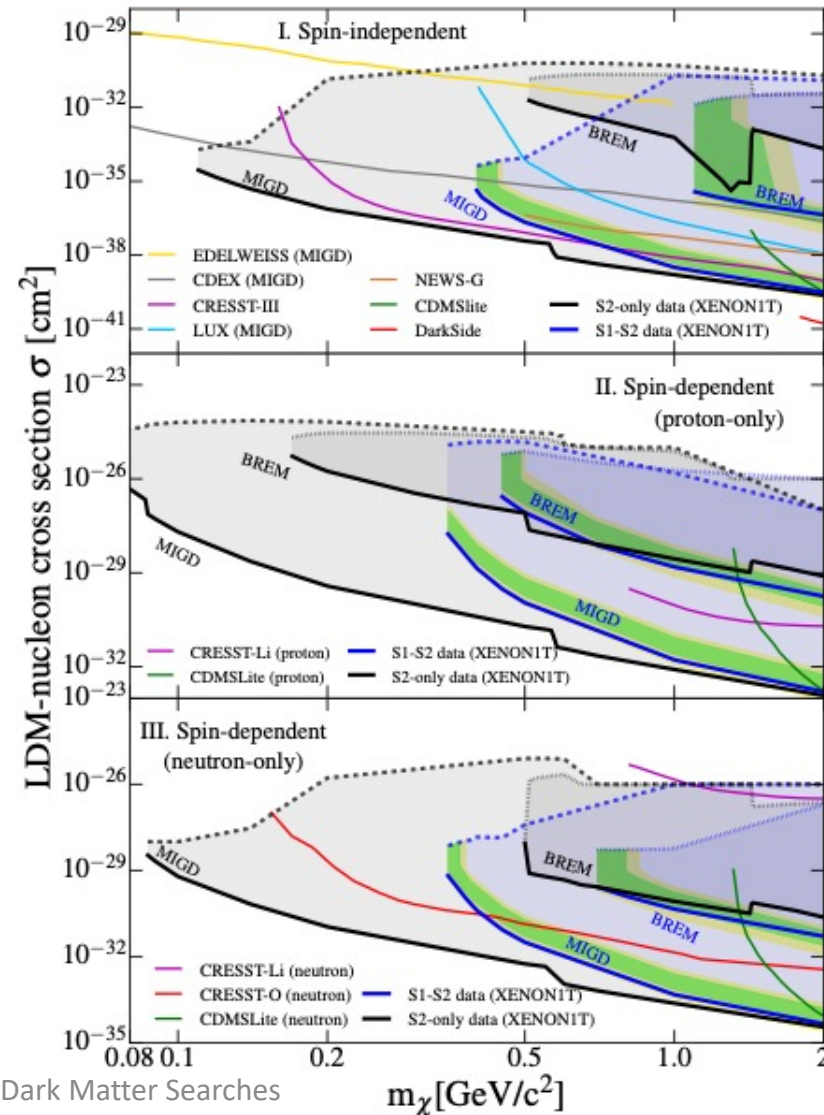 I. Spin-independent
10⁻²⁹
10⁻³²
10⁻³⁵
10⁻³⁸
10⁻⁴¹
BREM
BREM
MIGD
MIGD
EDELWEISS (MIGD)
CDEX (MIGD)
CRESST-III
LUX (MIGD)
NEWS-G
CDMSlite
DarkSide
S2-only data (XENON1T)
S1-S2 data (XENON1T)
LDM-nucleon cross section σ [cm²]
II. Spin-dependent
(proton-only)
10⁻²³
10⁻²⁶
10⁻²⁹
10⁻³²
BREM
BREM
MIGD
MIGD
CRESST-Li (proton)
CDMSLite (proton)
S1-S2 data (XENON1T)
S2-only data (XENON1T)
III. Spin-dependent
(neutron-only)
10⁻²³
10⁻²⁶
10⁻²⁹
10⁻³²
10⁻³⁵
MIGD
BREM
BREM
MIGD
CRESST-Li (neutron)
CRESST-O (neutron)
CDMSLite (neutron)
S1-S2 data (XENON1T)
S2-only data (XENON1T)
0.08 0.1 0.2 0.5 1.0 2
mχ[GeV/c²]
Dark Matter Searches